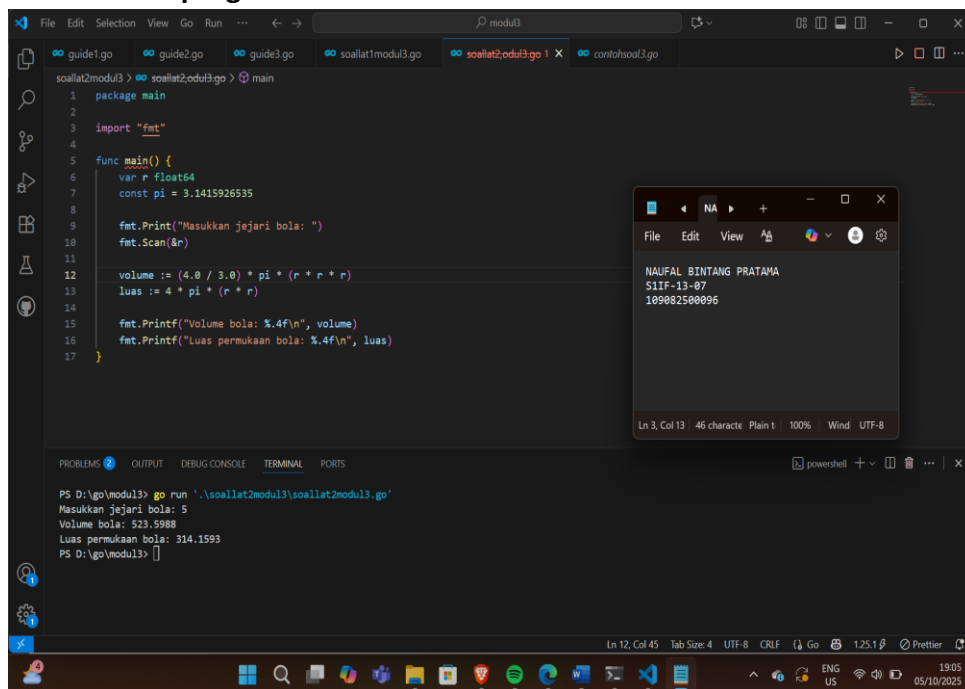 File Edit Selection View Go Run ··· modul3
guide1.go guide2.go guide3.go soallat1modul3.go soallat2,odul3.go 1 contohsoal3.go
soallat2modul3 > soallat2,odul3.go > main
1 package main
2
3 import "fmt"
4
5 func main() {
6 var r float64
7 const pi = 3.1415926535
8
9 fmt.Print("Masukkan jejari bola: ")
10 fmt.Scan(&r)
11
12 volume := (4.0 / 3.0) * pi * (r * r * r)
13 luas := 4 * pi * (r * r)
14
15 fmt.Printf("Volume bola: %.4f\n", volume)
16 fmt.Printf("Luas permukaan bola: %.4f\n", luas)
17 }
NA
File Edit View
NAUFAL BINTANG PRATAMA
S1IF-13-07
109082500096
Ln 3, Col 13 46 characte Plain t 100% Wind UTF-8
PROBLEMS 2 OUTPUT DEBUG CONSOLE TERMINAL PORTS powershell
PS D:\go\modul3> go run '.\soallat2modul3\soallat2modul3.go'
Masukkan jejari bola: 5
Volume bola: 523.5988
Luas permukaan bola: 314.1593
PS D:\go\modul3>
Ln 12, Col 45 Tab Size: 4 UTF-8 CRLF Go 1.25.1 Prettier
ENG 19:05
US 05/10/2025